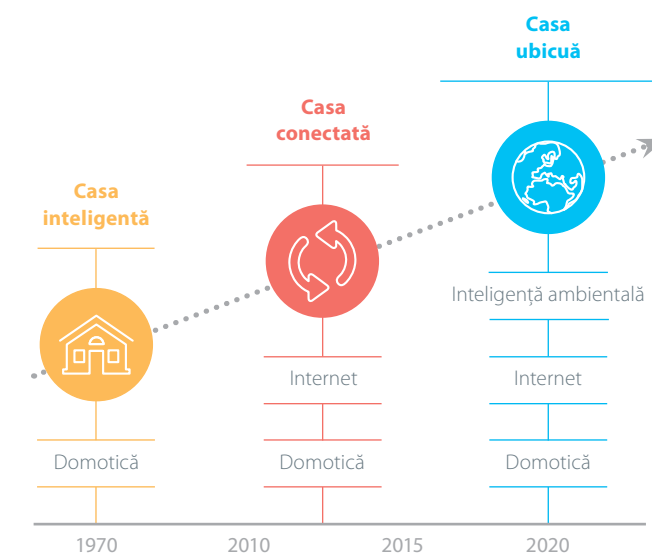 Casa
ubicuă
Casa
conectată
Casa
inteligentă
Inteligență ambientală
Internet
Internet
Domotică
Domotică
Domotică
1970
2010
2015
2020